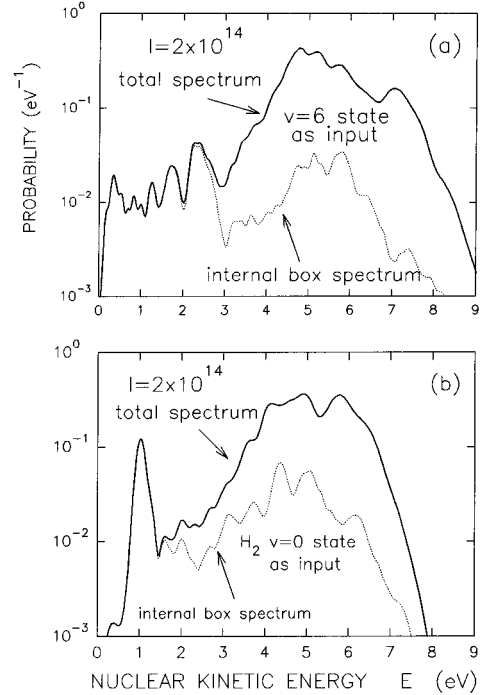 I=2x10^14
(a)
total spectrum
v=6 state
as input
internal box spectrum
PROBABILITY (eV^-1)
10^0
10^-1
10^-2
10^-3
0 1 2 3 4 5 6 7 8 9
I=2x10^14
(b)
total spectrum
H_2 v=0 state
as input
internal box spectrum
10^0
10^-1
10^-2
10^-3
0 1 2 3 4 5 6 7 8 9
NUCLEAR KINETIC ENERGY E (eV)